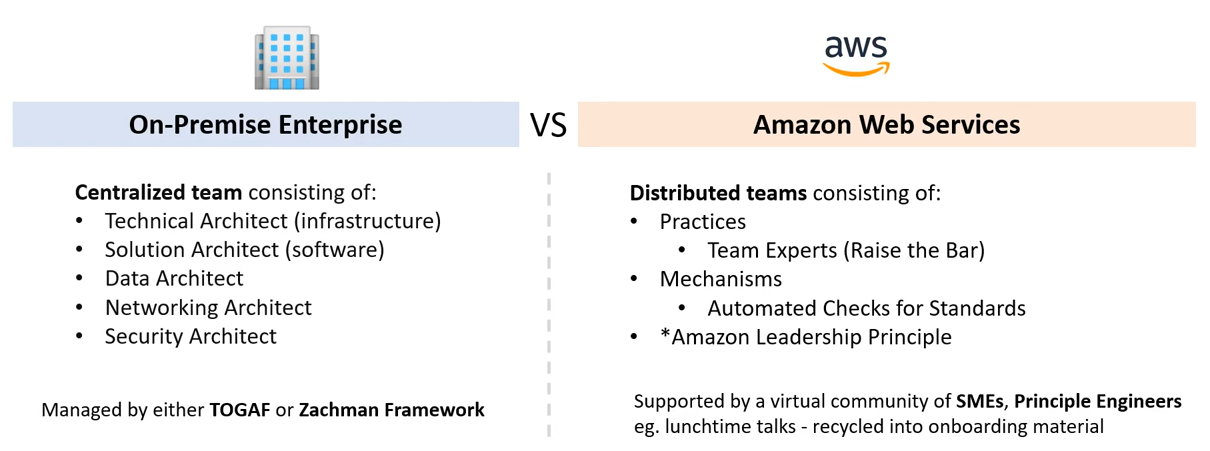 aws
On-Premise Enterprise
VS
Amazon Web Services
Centralized team consisting of:
• Technical Architect (infrastructure)
• Solution Architect (software)
• Data Architect
• Networking Architect
• Security Architect
Managed by either TOGAF or Zachman Framework
Distributed teams consisting of:
• Practices
• Team Experts (Raise the Bar)
• Mechanisms
• Automated Checks for Standards
• *Amazon Leadership Principle
Supported by a virtual community of SMEs, Principle Engineers
eg. lunchtime talks - recycled into onboarding material